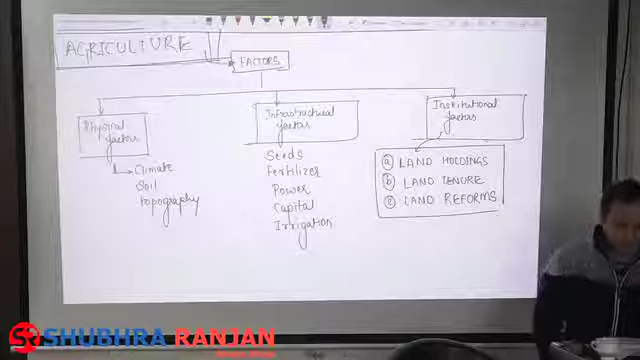 AGRICULTURE
FACTORS
Physical
factors
Climate
Soil
Topography
Infrastructural
factors
Seeds
Fertilizer
Power
Capital
Irrigation
Institutional
factors
(a) LAND HOLDINGS
(b) LAND TENURE
(c) LAND REFORMS
SHUBHRA RANJAN